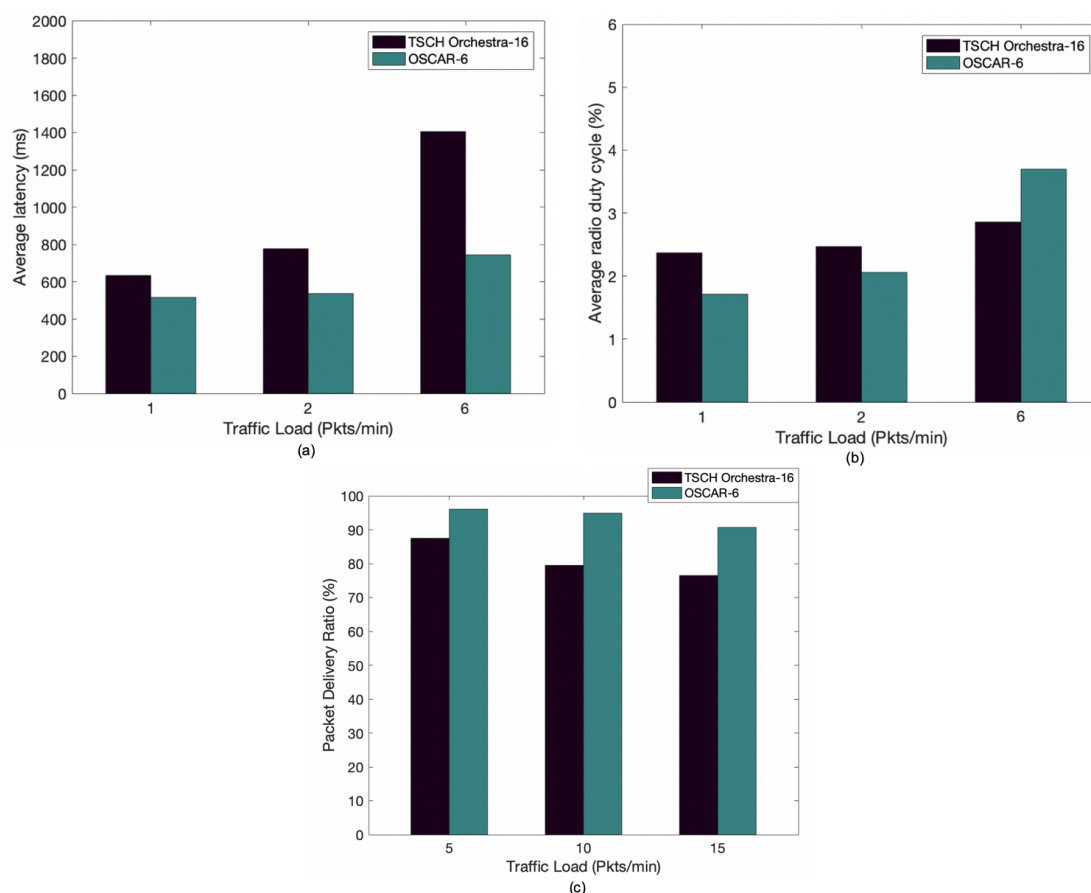 2000
1800
1600
1400
1200
1000
800
600
400
200
0
Average latency (ms)
TSCH Orchestra-16
OSCAR-6
1 2 6
Traffic Load (Pkts/min)
(a)
6
5
4
3
2
1
0
Average radio duty cycle (%)
TSCH Orchestra-16
OSCAR-6
1 2 6
Traffic Load (Pkts/min)
(b)
TSCH Orchestra-16
OSCAR-6
100
90
80
70
60
50
40
30
20
10
0
Packet Delivery Ratio (%)
5 10 15
Traffic Load (Pkts/min)
(c)